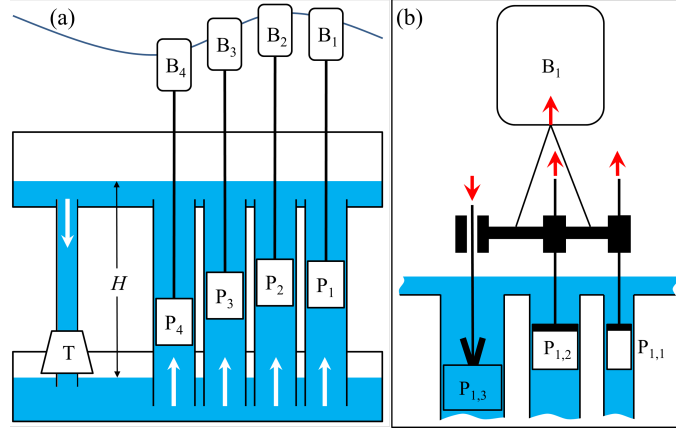 (a)
B₄
B₃
B₂
B₁
H
P₄
P₃
P₂
P₁
T
(b)
B₁
P₁,₃
P₁,₂
P₁,₁